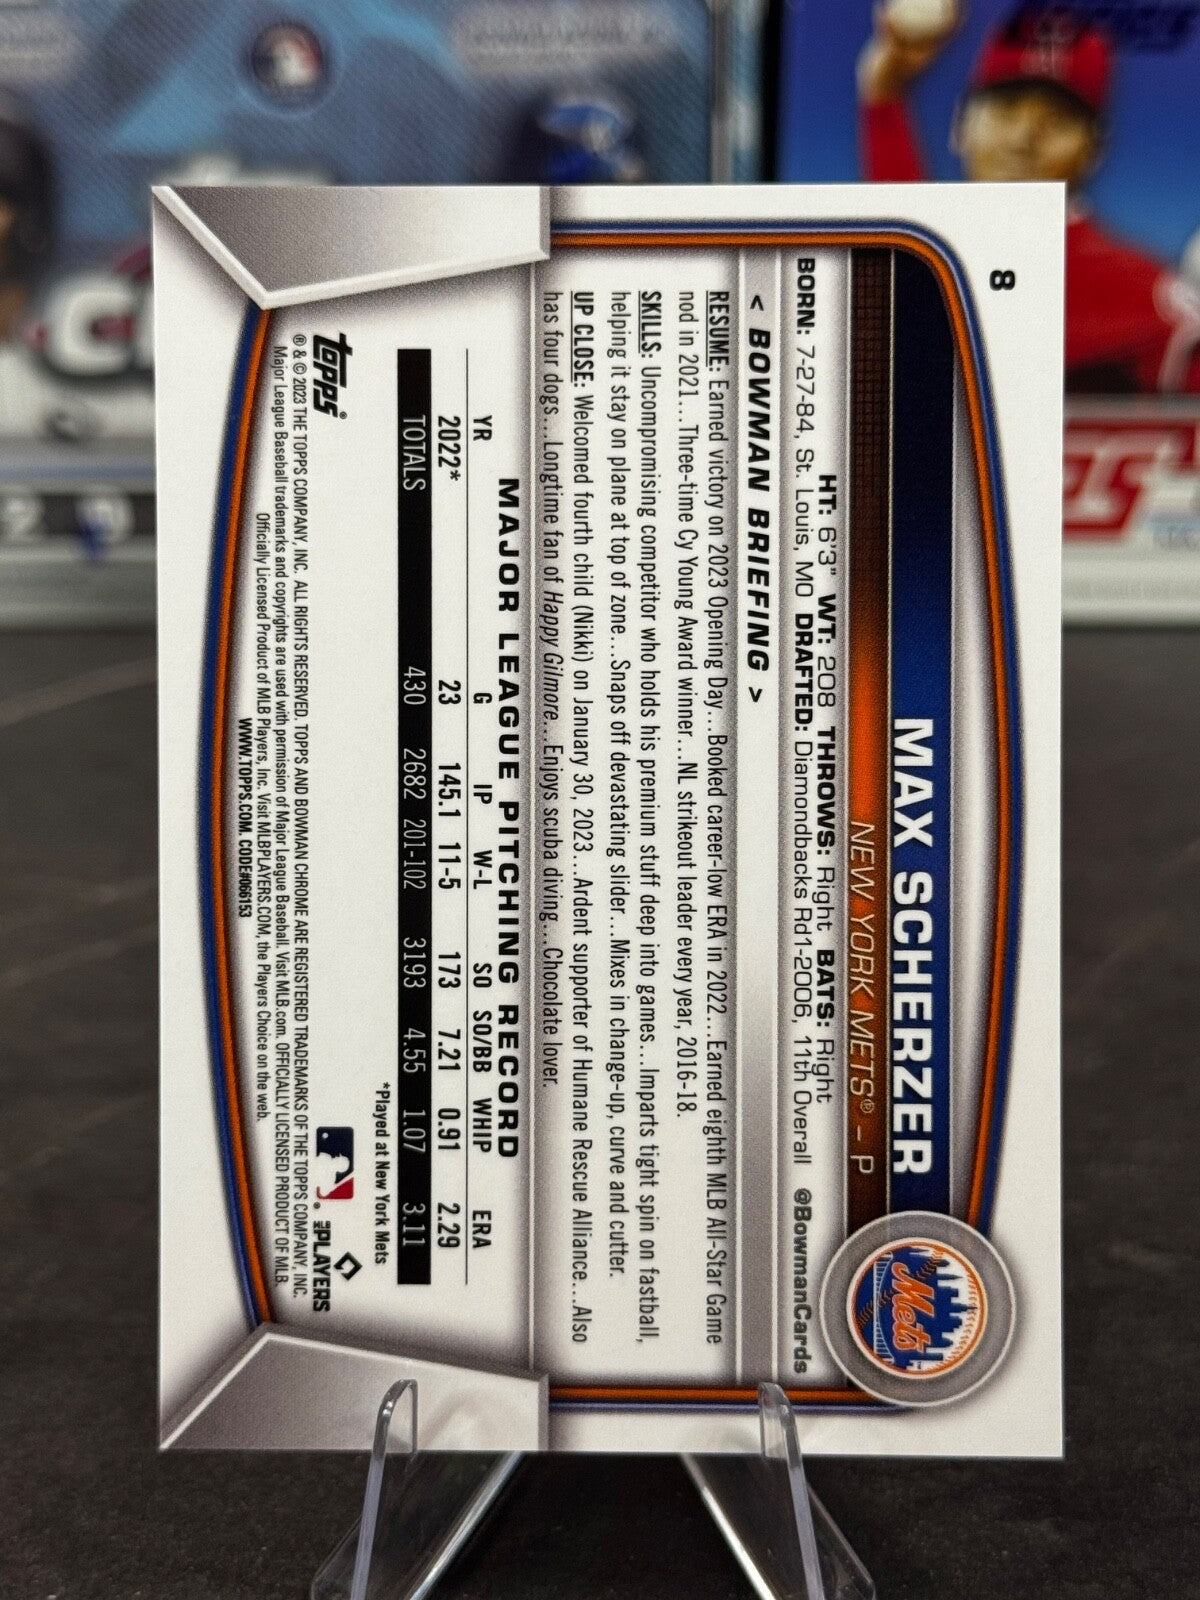 8
MAX SCHERZER
NEW YORK METS® – P
HT: 6'3" WT: 208 THROWS: Right BATS: Right
BORN: 7-27-84, St. Louis, MO DRAFTED: Diamondbacks Rd1-2006, 11th Overall @BowmanCards
< BOWMAN BRIEFING >
RESUME: Earned victory on 2023 Opening Day...Booked career-low ERA in 2022...Earned eighth MLB All-Star Game
nod in 2021...Three-time Cy Young Award winner...NL strikeout leader every year, 2016-18.
SKILLS: Uncompromising competitor who holds his premium stuff deep into games...Imparts tight spin on fastball,
helping it stay on plane at top of zone...Snaps off devastating slider...Mixes in change-up, curve and cutter.
UP CLOSE: Welcomed fourth child (Nikki) on January 30, 2023...Ardent supporter of Humane Rescue Alliance...Also
has four dogs...Longtime fan of Happy Gilmore...Enjoys scuba diving...Chocolate lover.
MAJOR LEAGUE PITCHING RECORD
YR G IP W-L SO SO/BB WHIP ERA
2022* 23 145.1 11-5 173 7.21 0.91 2.29
TOTALS 430 2682 201-102 3193 4.55 1.07 3.11
*Played at New York Mets
topps®
MLB PLAYERS
® & © 2023 THE TOPPS COMPANY, INC. ALL RIGHTS RESERVED. TOPPS AND BOWMAN CHROME ARE REGISTERED TRADEMARKS OF THE TOPPS COMPANY, INC.
Major League Baseball trademarks and copyrights are used with permission of Major League Baseball. Visit MLB.com. OFFICIALLY LICENSED PRODUCT OF MLB.
Officially Licensed Product of MLB Players, Inc. Visit MLBPLAYERS.COM, the Players Choice on the web.
WWW.TOPPS.COM. CODE#066153
Mets